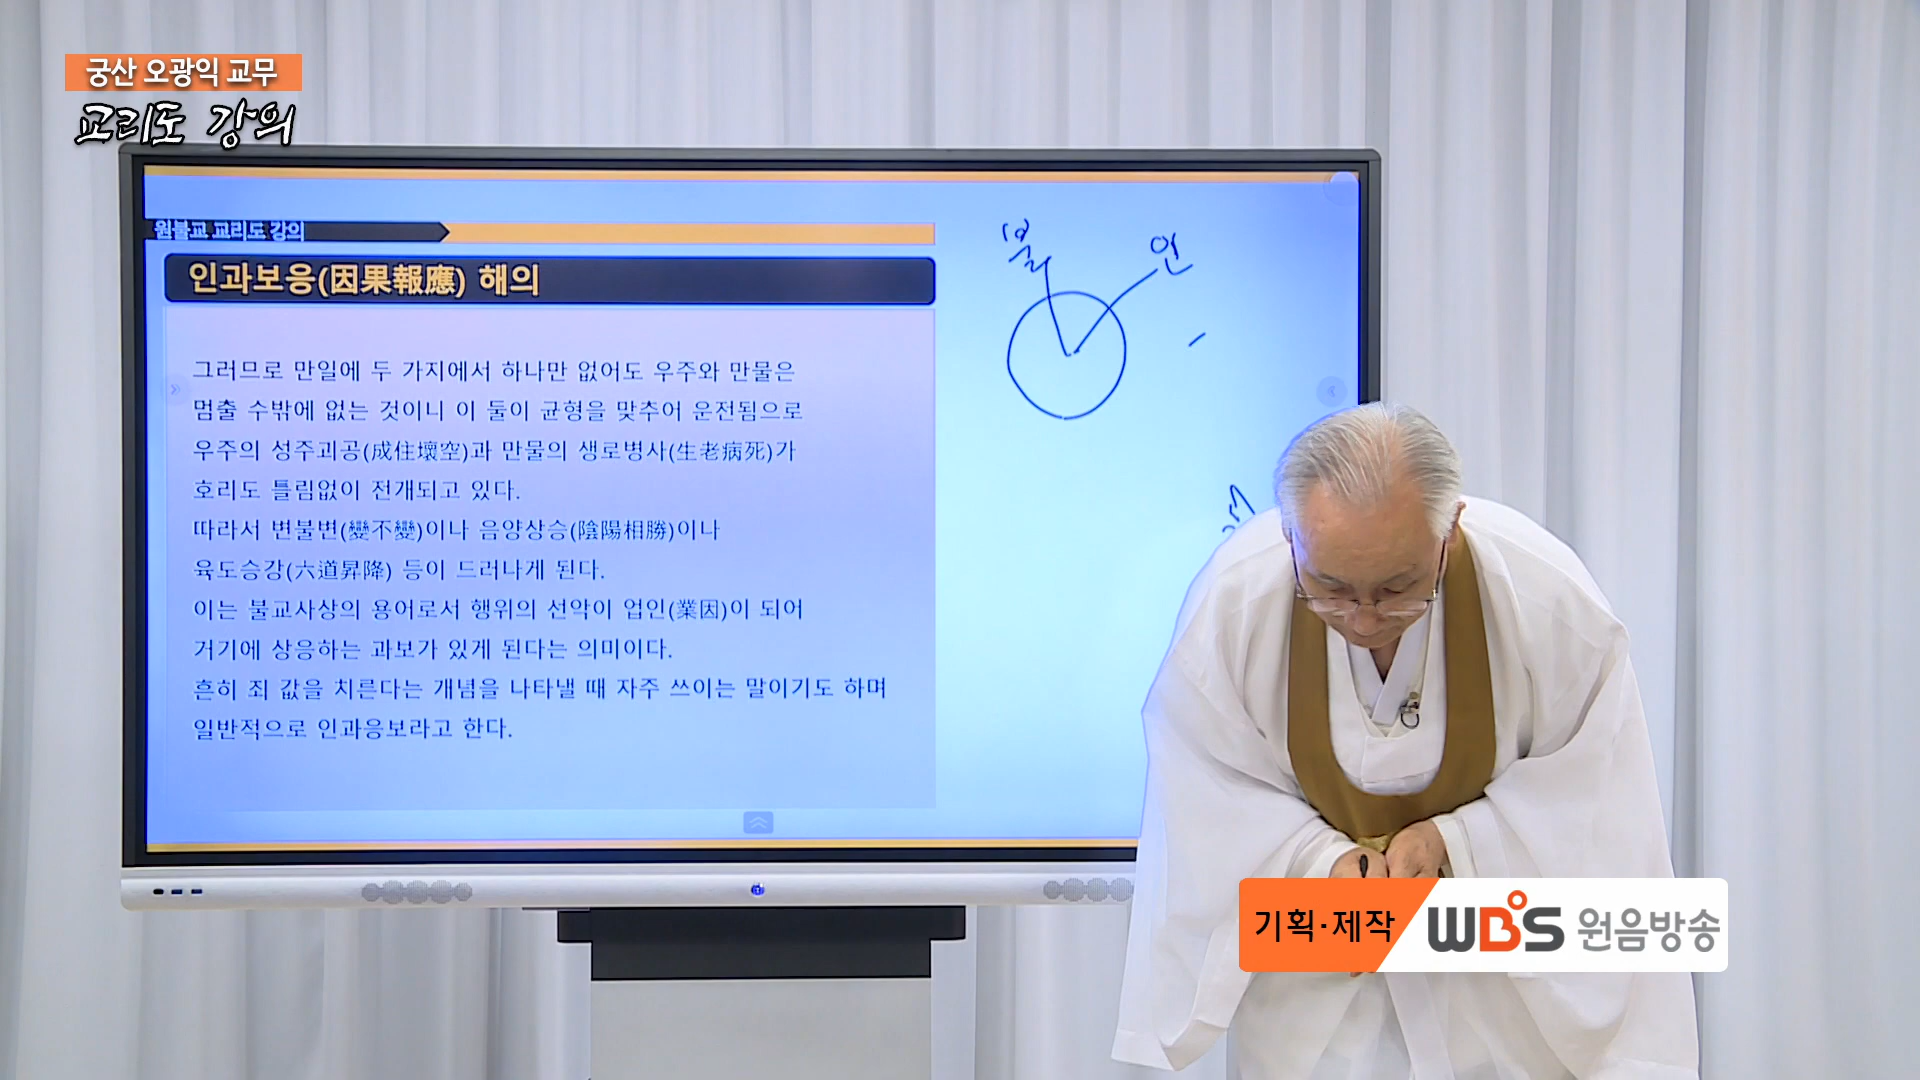 궁산 오광익 교무
교리도 강의
원불교 교리도 강의
인과보응(因果報應) 해의
그러므로 만일에 두 가지에서 하나만 없어도 우주와 만물은
멈출 수밖에 없는 것이니 이 둘이 균형을 맞추어 운전됨으로
우주의 성주괴공(成住壞空)과 만물의 생로병사(生老病死)가
호리도 틀림없이 전개되고 있다.
따라서 변불변(變不變)이나 음양상승(陰陽相勝)이나
육도승강(六道昇降) 등이 드러나게 된다.
이는 불교사상의 용어로서 행위의 선악이 업인(業因)이 되어
거기에 상응하는 과보가 있게 된다는 의미이다.
흔히 죄 값을 치른다는 개념을 나타낼 때 자주 쓰이는 말이기도 하며
일반적으로 인과응보라고 한다.
불
인
기획·제작 WBS 원음방송